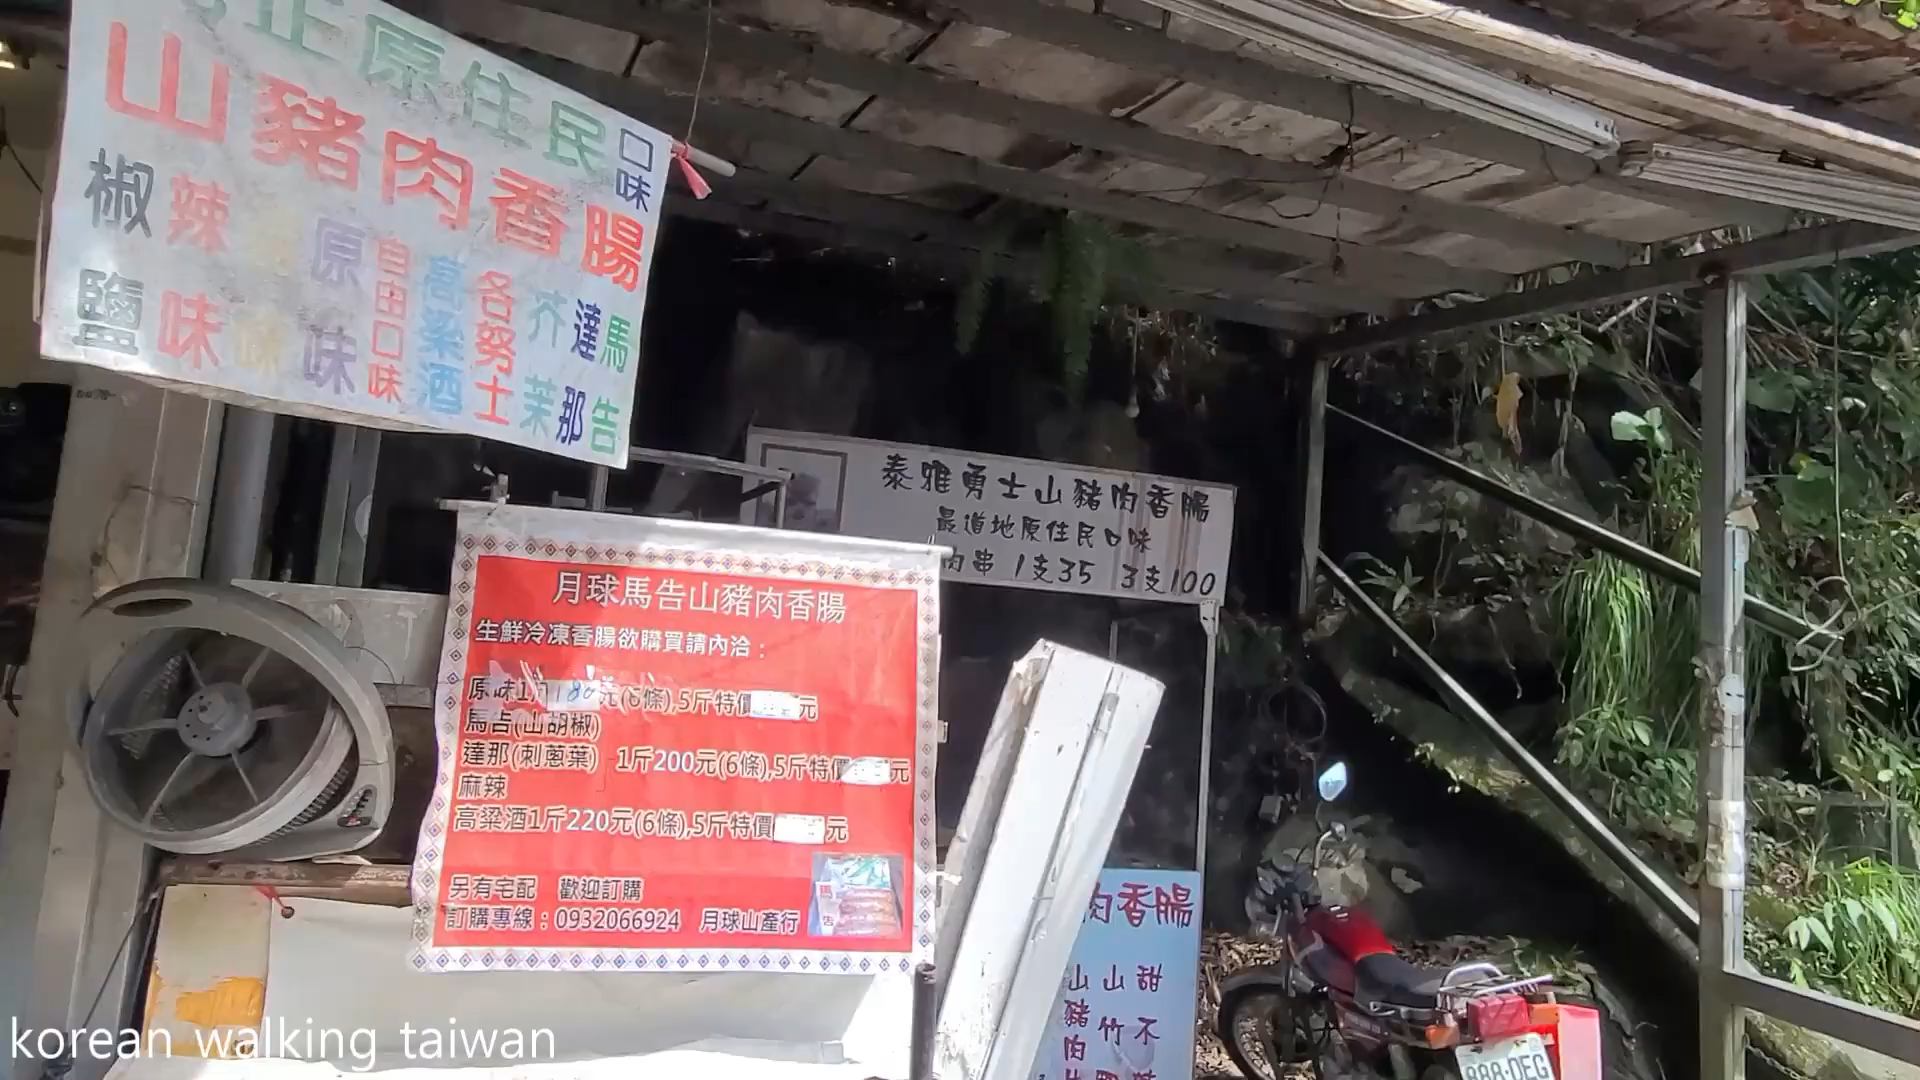 正原住民口味
山豬肉香腸
椒鹽
辣味
味
原味
自由口味
高粱酒
各努士
芥茉
達那
馬告
泰雅勇士山豬肉香腸
最道地原住民口味
肉串 1支35 3支100
月球馬告山豬肉香腸
生鮮冷凍香腸欲購買請內洽：
原味1斤180元(6條),5斤特價元
馬告(山胡椒)
達那(刺蔥葉) 1斤200元(6條),5斤特價元
麻辣
高粱酒1斤220元(6條),5斤特價元
另有宅配 歡迎訂購
訂購專線：0932066924 月球山產行
馬告
肉香腸
甜不
山竹
山豬肉
888-DEG
korean walking taiwan